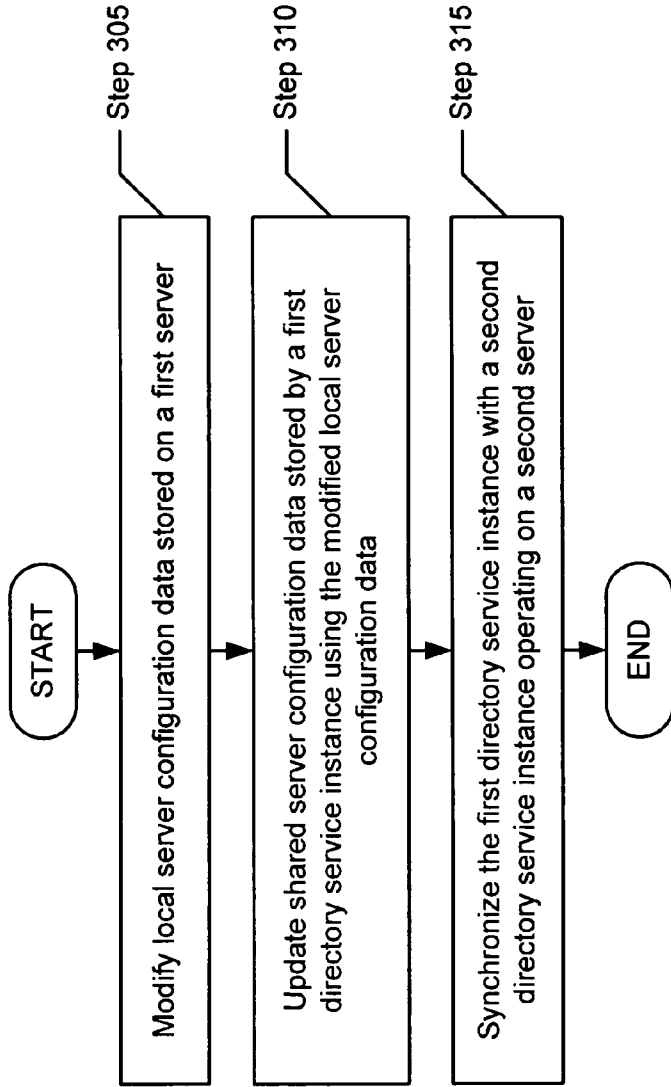 START
Modify local server configuration data stored on a first server
Step 305
Update shared server configuration data stored by a first
directory service instance using the modified local server
configuration data
Step 310
Synchronize the first directory service instance with a second
directory service instance operating on a second server
Step 315
END